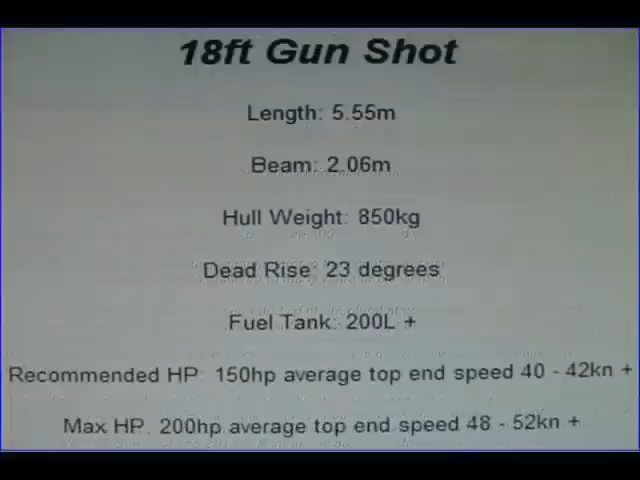 18ft Gun Shot
Length: 5.55m
Beam: 2.06m
Hull Weight: 850kg
Dead Rise: 23 degrees
Fuel Tank: 200L +
Recommended HP: 150hp average top end speed 40 - 42kn +
Max HP: 200hp average top end speed 48 - 52kn +